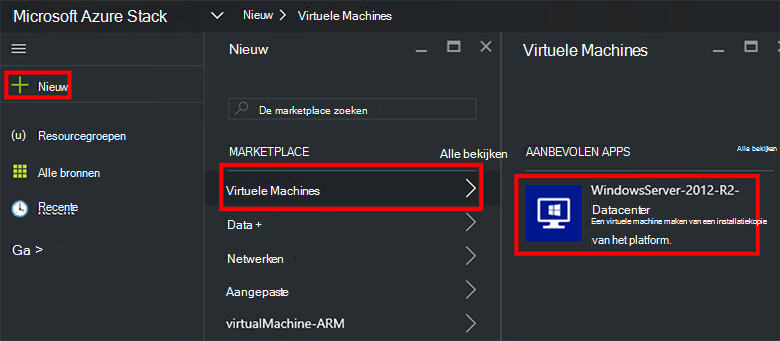 Microsoft Azure Stack
Nieuw > Virtuele Machines
Nieuw
Resourcegroepen
Alle bronnen
Recente
Ga >
Nieuw
De marketplace zoeken
MARKETPLACE
Alle bekijken
Virtuele Machines
Data +
Netwerken
Aangepaste
virtualMachine-ARM
Virtuele Machines
AANBEVOLEN APPS
Alle bekijken
WindowsServer-2012-R2-
Datacenter
Een virtuele machine maken van een installatiekopie
van het platform.